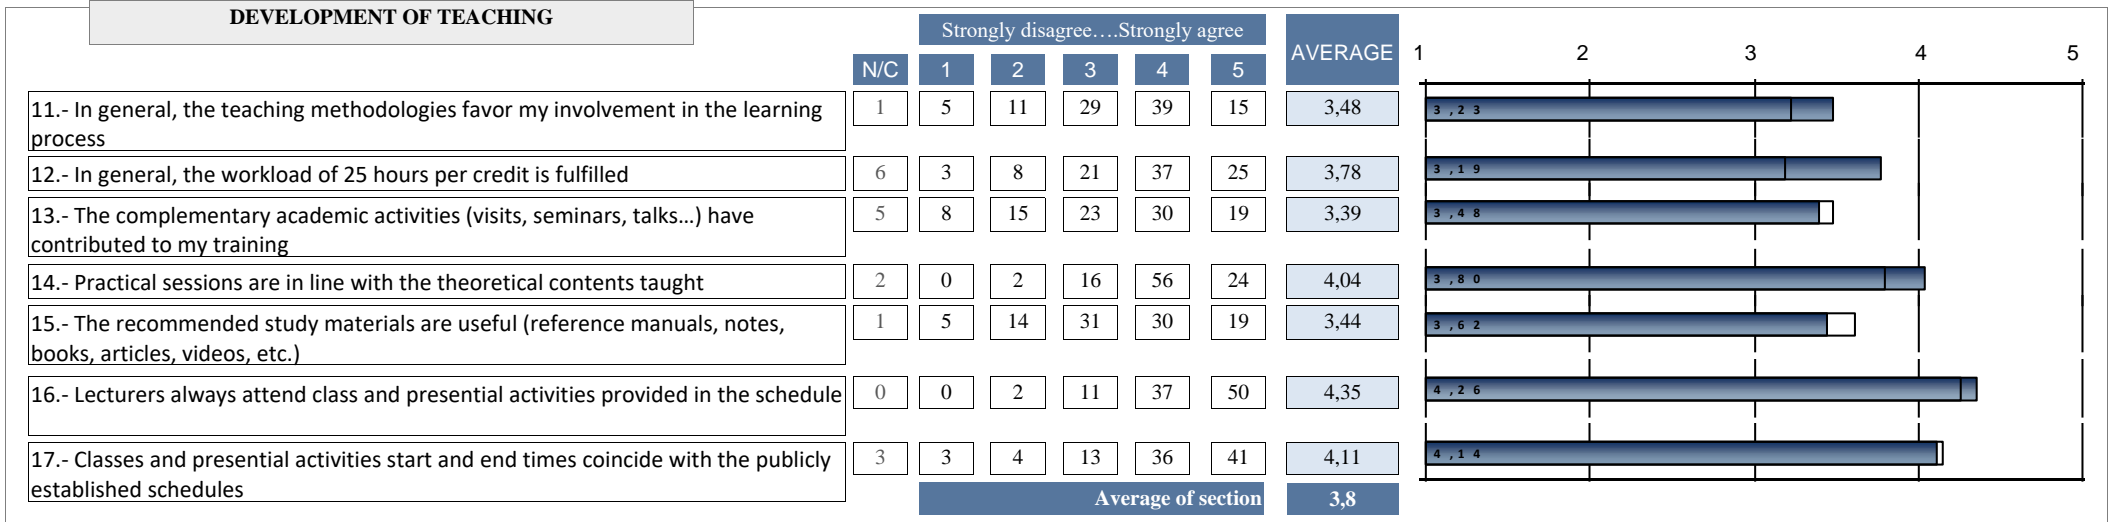 DEVELOPMENT OF TEACHING
Strongly disagree….Strongly agree
AVERAGE
N/C 1 2 3 4 5
1 2 3 4 5
11.- In general, the teaching methodologies favor my involvement in the learning
process
1 5 11 29 39 15 3,48 3,23
12.- In general, the workload of 25 hours per credit is fulfilled
6 3 8 21 37 25 3,78 3,19
13.- The complementary academic activities (visits, seminars, talks…) have
contributed to my training
5 8 15 23 30 19 3,39 3,48
14.- Practical sessions are in line with the theoretical contents taught
2 0 2 16 56 24 4,04 3,80
15.- The recommended study materials are useful (reference manuals, notes,
books, articles, videos, etc.)
1 5 14 31 30 19 3,44 3,62
16.- Lecturers always attend class and presential activities provided in the schedule
0 0 2 11 37 50 4,35 4,26
17.- Classes and presential activities start and end times coincide with the publicly
established schedules
3 3 4 13 36 41 4,11 4,14
Average of section 3,8